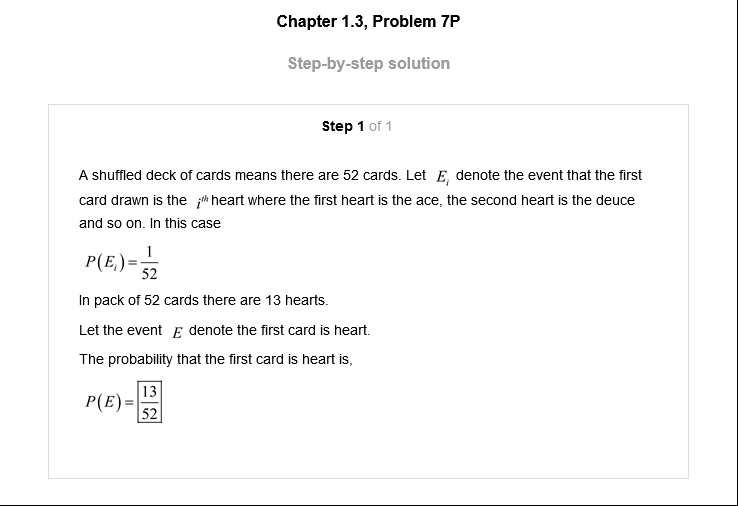 Chapter 1.3, Problem 7P
Step-by-step solution
Step 1 of 1
A shuffled deck of cards means there are 52 cards. Let E_i denote the event that the first
card drawn is the i^th heart where the first heart is the ace, the second heart is the deuce
and so on. In this case
P(E_i)=1/52
In pack of 52 cards there are 13 hearts.
Let the event E denote the first card is heart.
The probability that the first card is heart is,
P(E)=13/52